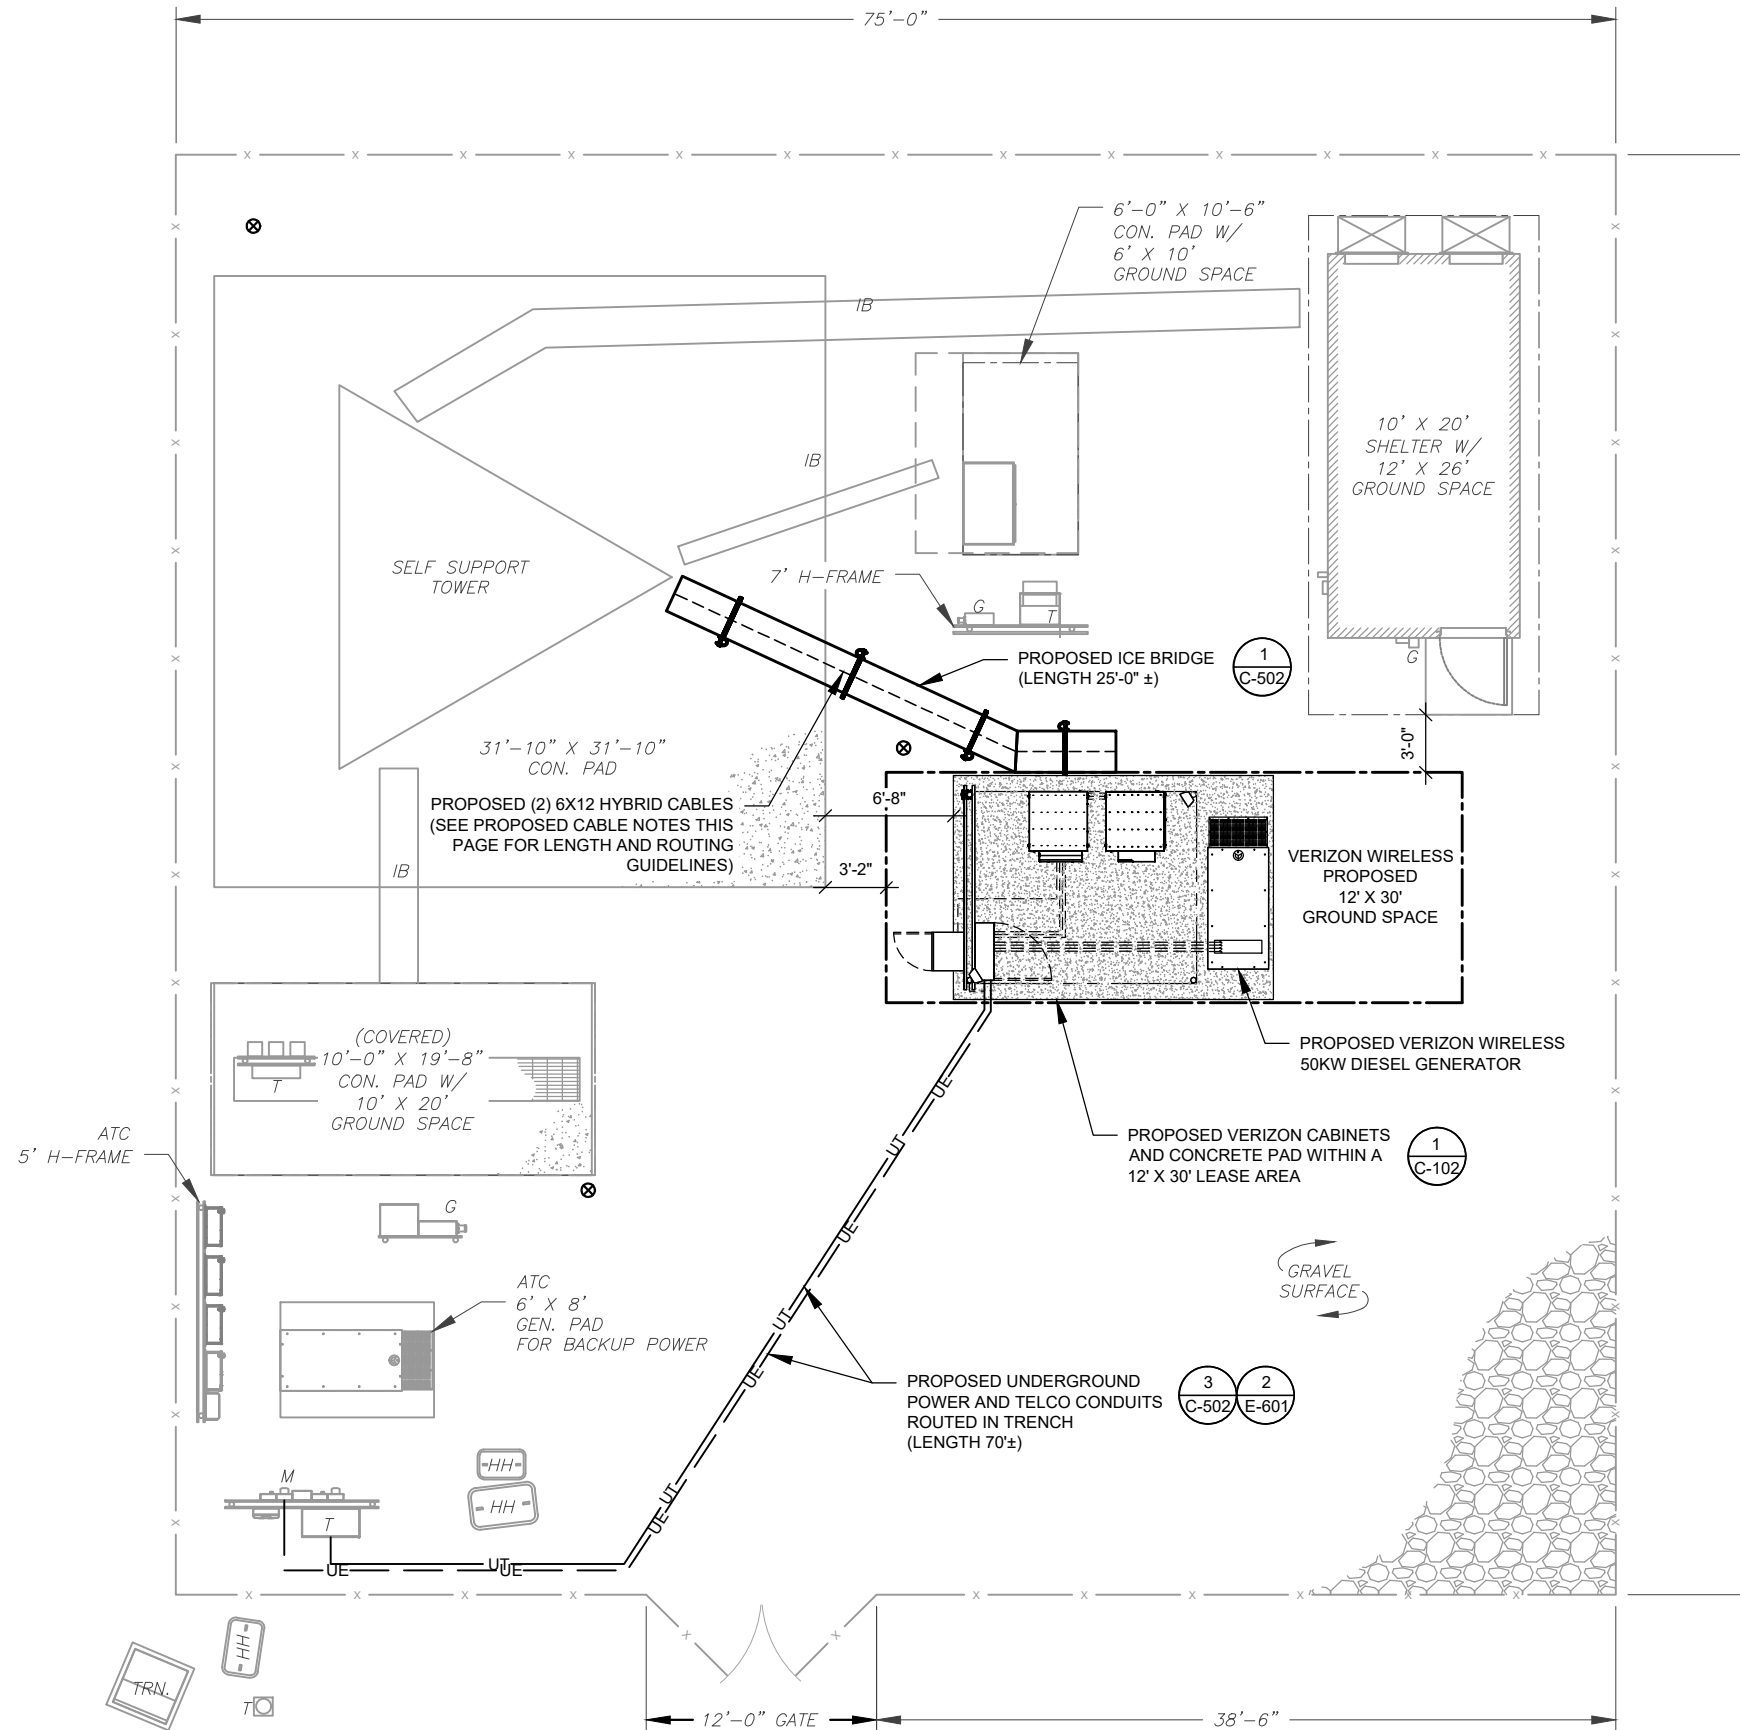 75'-0"
6'-0" X 10'-6"
CON. PAD W/
6' X 10'
GROUND SPACE
IB
10' X 20'
SHELTER W/
12' X 26'
GROUND SPACE
IB
SELF SUPPORT
TOWER
7' H-FRAME
G
T
PROPOSED ICE BRIDGE
(LENGTH 25'-0" ±)
1
C-502
G
3'-0"
31'-10" X 31'-10"
CON. PAD
PROPOSED (2) 6X12 HYBRID CABLES
(SEE PROPOSED CABLE NOTES THIS
PAGE FOR LENGTH AND ROUTING
GUIDELINES)
6'-8"
3'-2"
IB
VERIZON WIRELESS
PROPOSED
12' X 30'
GROUND SPACE
(COVERED)
10'-0" X 19'-8"
CON. PAD W/
10' X 20'
GROUND SPACE
T
PROPOSED VERIZON WIRELESS
50KW DIESEL GENERATOR
UE
ATC
5' H-FRAME
UT
PROPOSED VERIZON CABINETS
AND CONCRETE PAD WITHIN A
12' X 30' LEASE AREA
1
C-102
G
UE
ATC
6' X 8'
GEN. PAD
FOR BACKUP POWER
GRAVEL
SURFACE
UT
UE
PROPOSED UNDERGROUND
POWER AND TELCO CONDUITS
ROUTED IN TRENCH
(LENGTH 70'±)
3
C-502
2
E-601
HH
HH
M
T
UT
UE
UE
UT
UE
X
HH
TRN.
T
12'-0" GATE
38'-6"